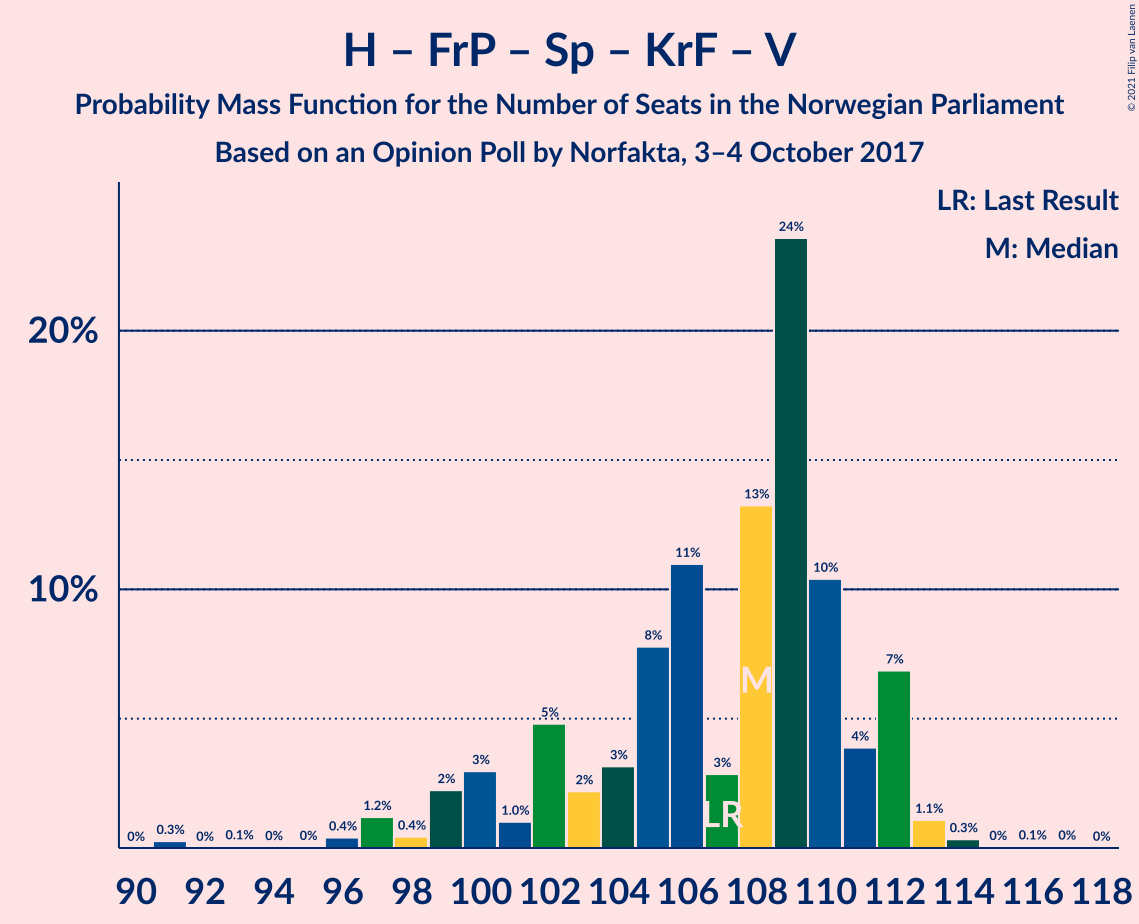 H – FrP – Sp – KrF – V
Probability Mass Function for the Number of Seats in the Norwegian Parliament
Based on an Opinion Poll by Norfakta, 3–4 October 2017
© 2021 Filip van Laenen
LR: Last Result
M: Median
20%
10%
0% 0.3% 0% 0.1% 0% 0% 0.4% 1.2% 0.4% 2% 3% 1.0% 5% 2% 3% 8% 11% 3% 13% 24% 10% 4% 7% 1.1% 0.3% 0% 0.1% 0% 0%
M
LR
90 92 94 96 98 100 102 104 106 108 110 112 114 116 118